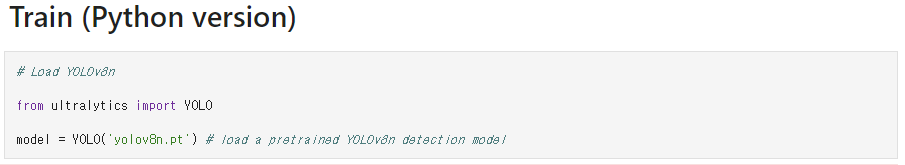 Train (Python version)
# Load YOLOv8n
from ultralytics import YOLO
model = YOLO('yolov8n.pt') # load a pretrained YOLOv8n detection model